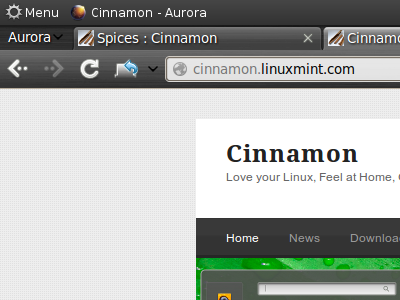 Menu Cinnamon - Aurora
Aurora Spices : Cinnamon Cinnamo
cinnamon.linuxmint.com
Cinnamon
Love your Linux, Feel at Home,
Home News Download